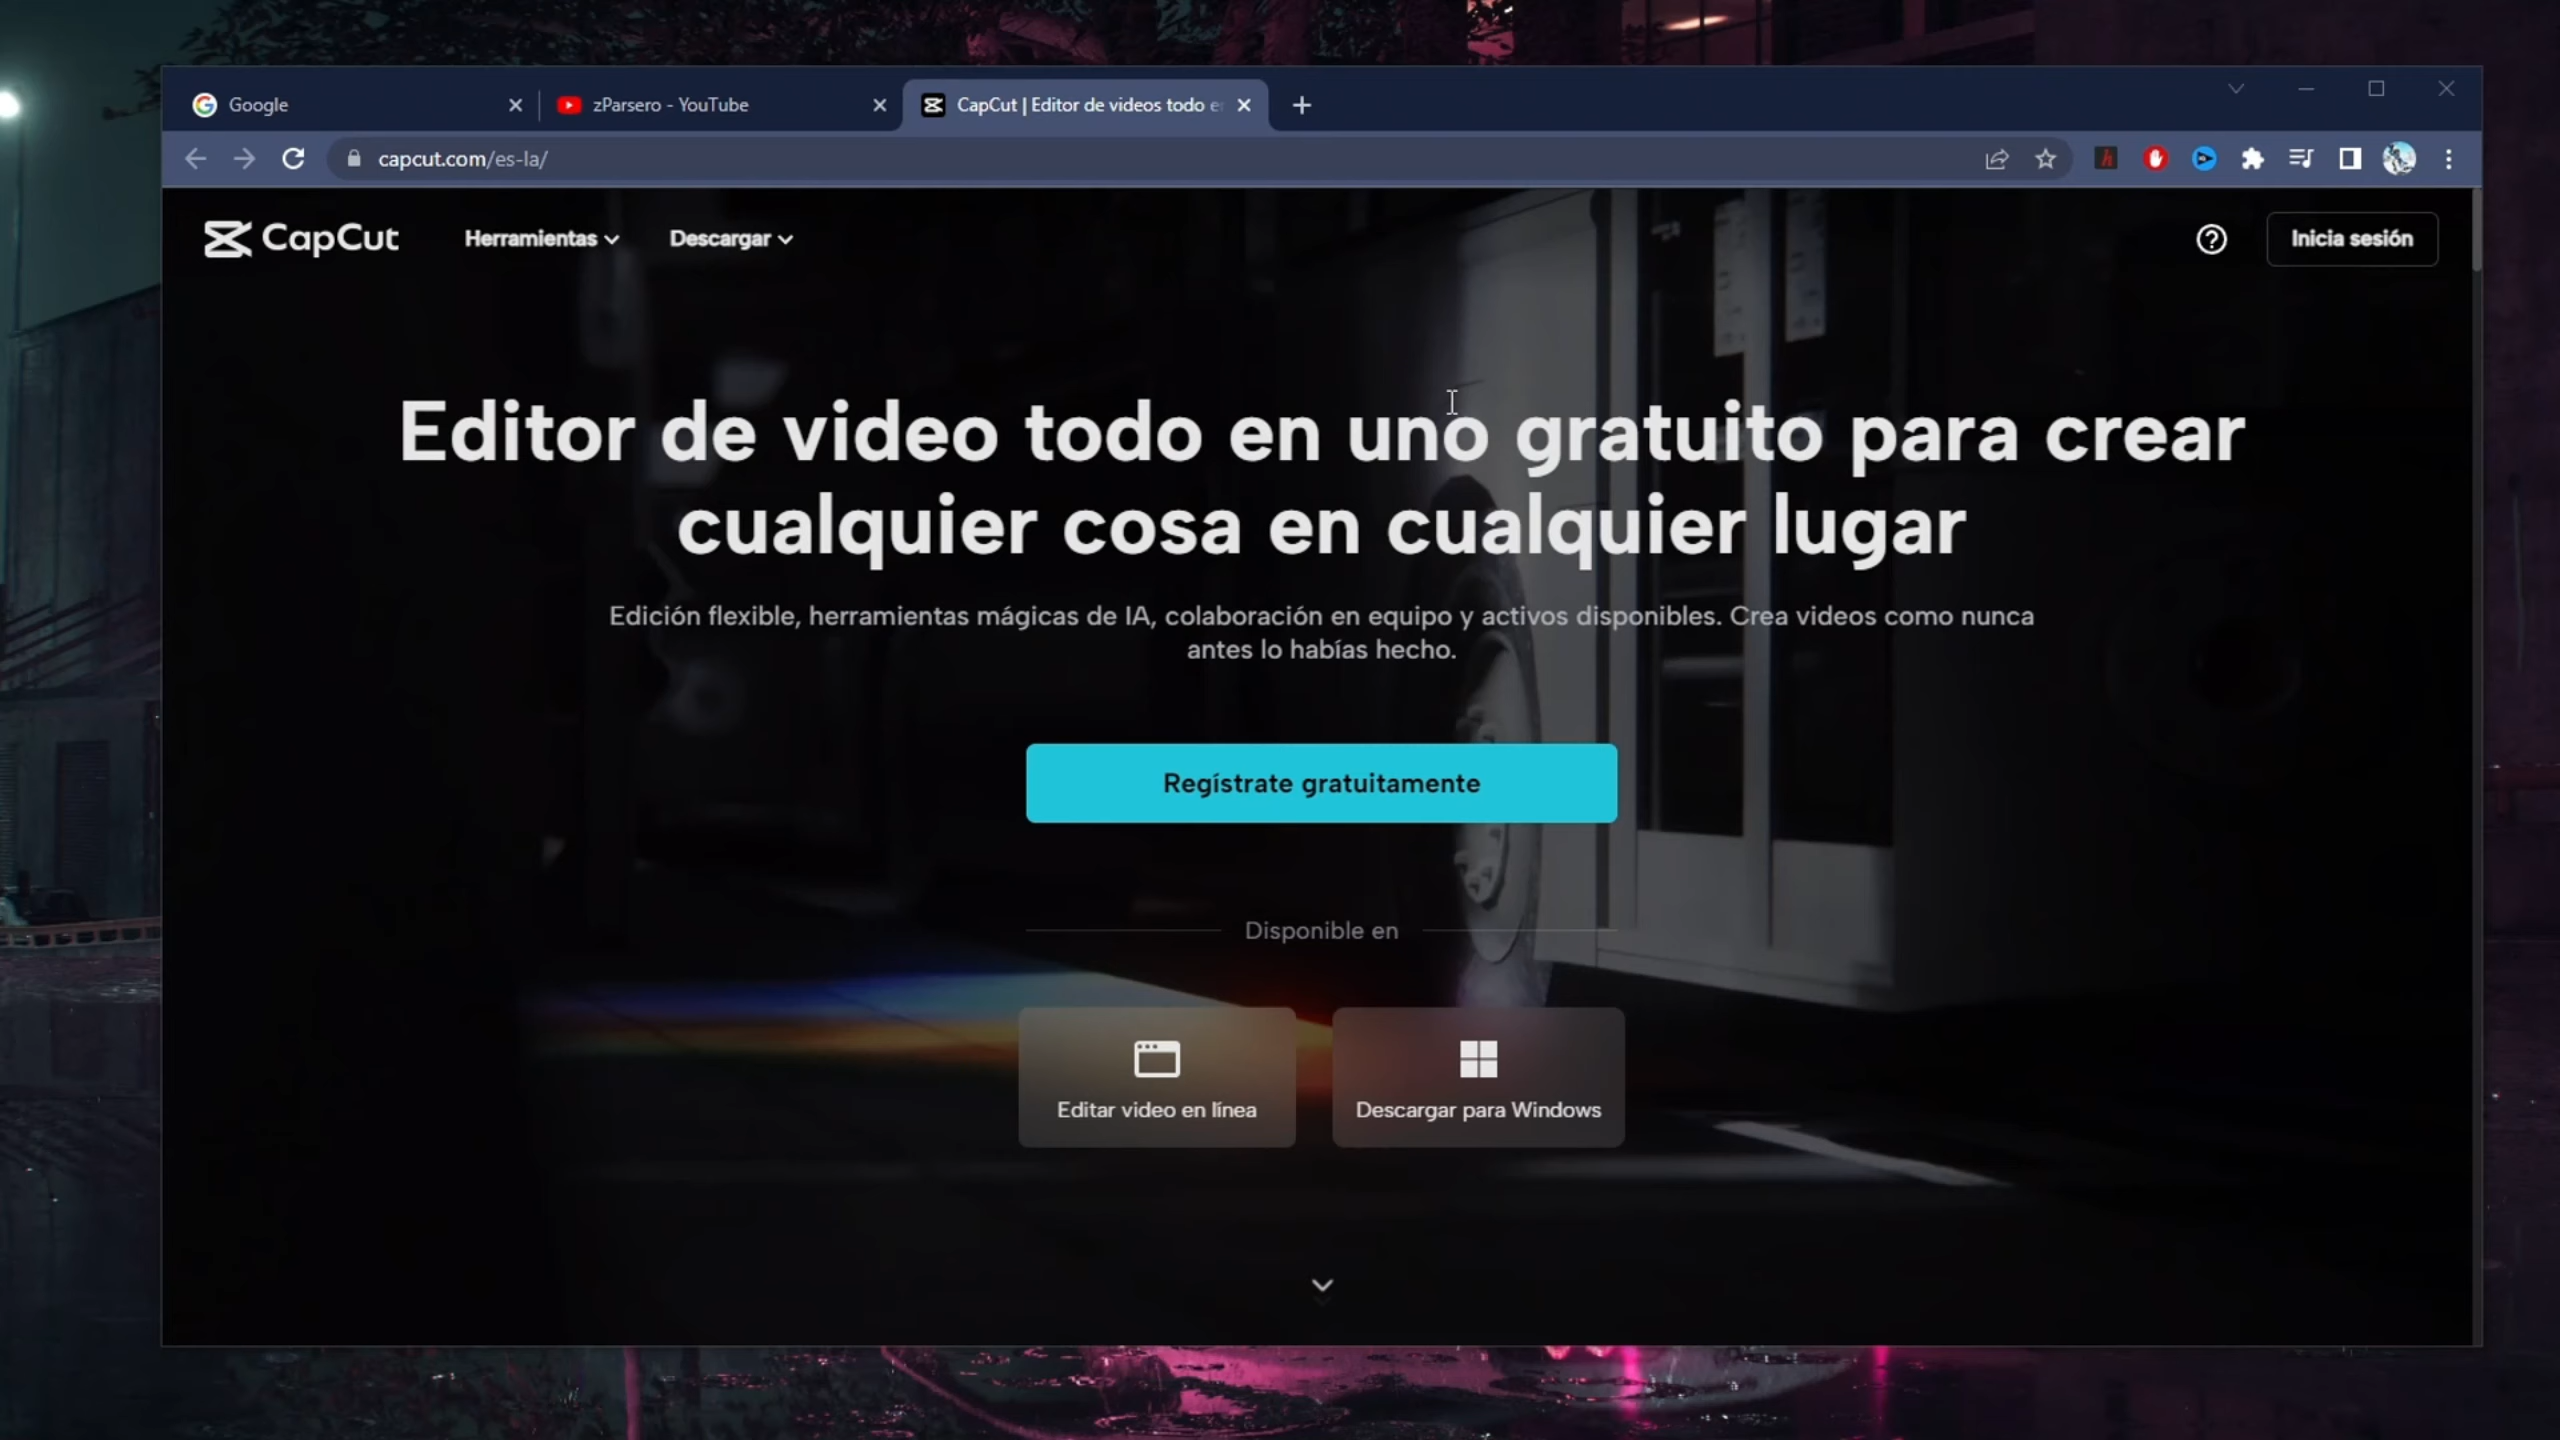 Google
zParsero - YouTube
CapCut | Editor de videos todo e
capcut.com/es-la/
CapCut
Herramientas
Descargar
Inicia sesión
Editor de video todo en uno gratuito para crear
cualquier cosa en cualquier lugar
Edición flexible, herramientas mágicas de IA, colaboración en equipo y activos disponibles. Crea videos como nunca
antes lo habías hecho.
Regístrate gratuitamente
Disponible en
Editar video en línea
Descargar para Windows